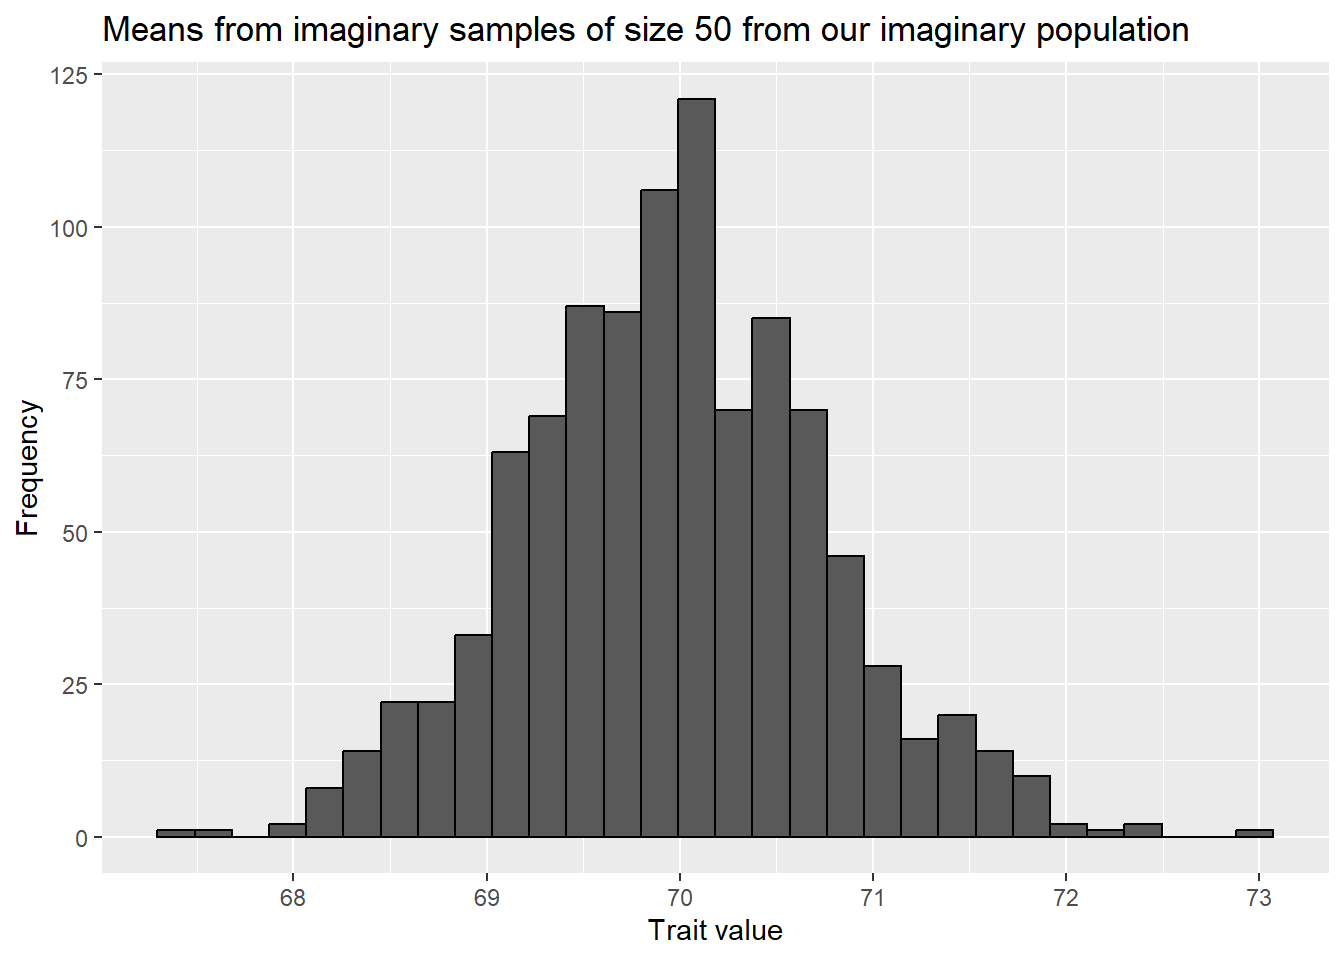 Means from imaginary samples of size 50 from our imaginary population
125
100
75
50
25
0
Frequency
68 69 70 71 72 73
Trait value